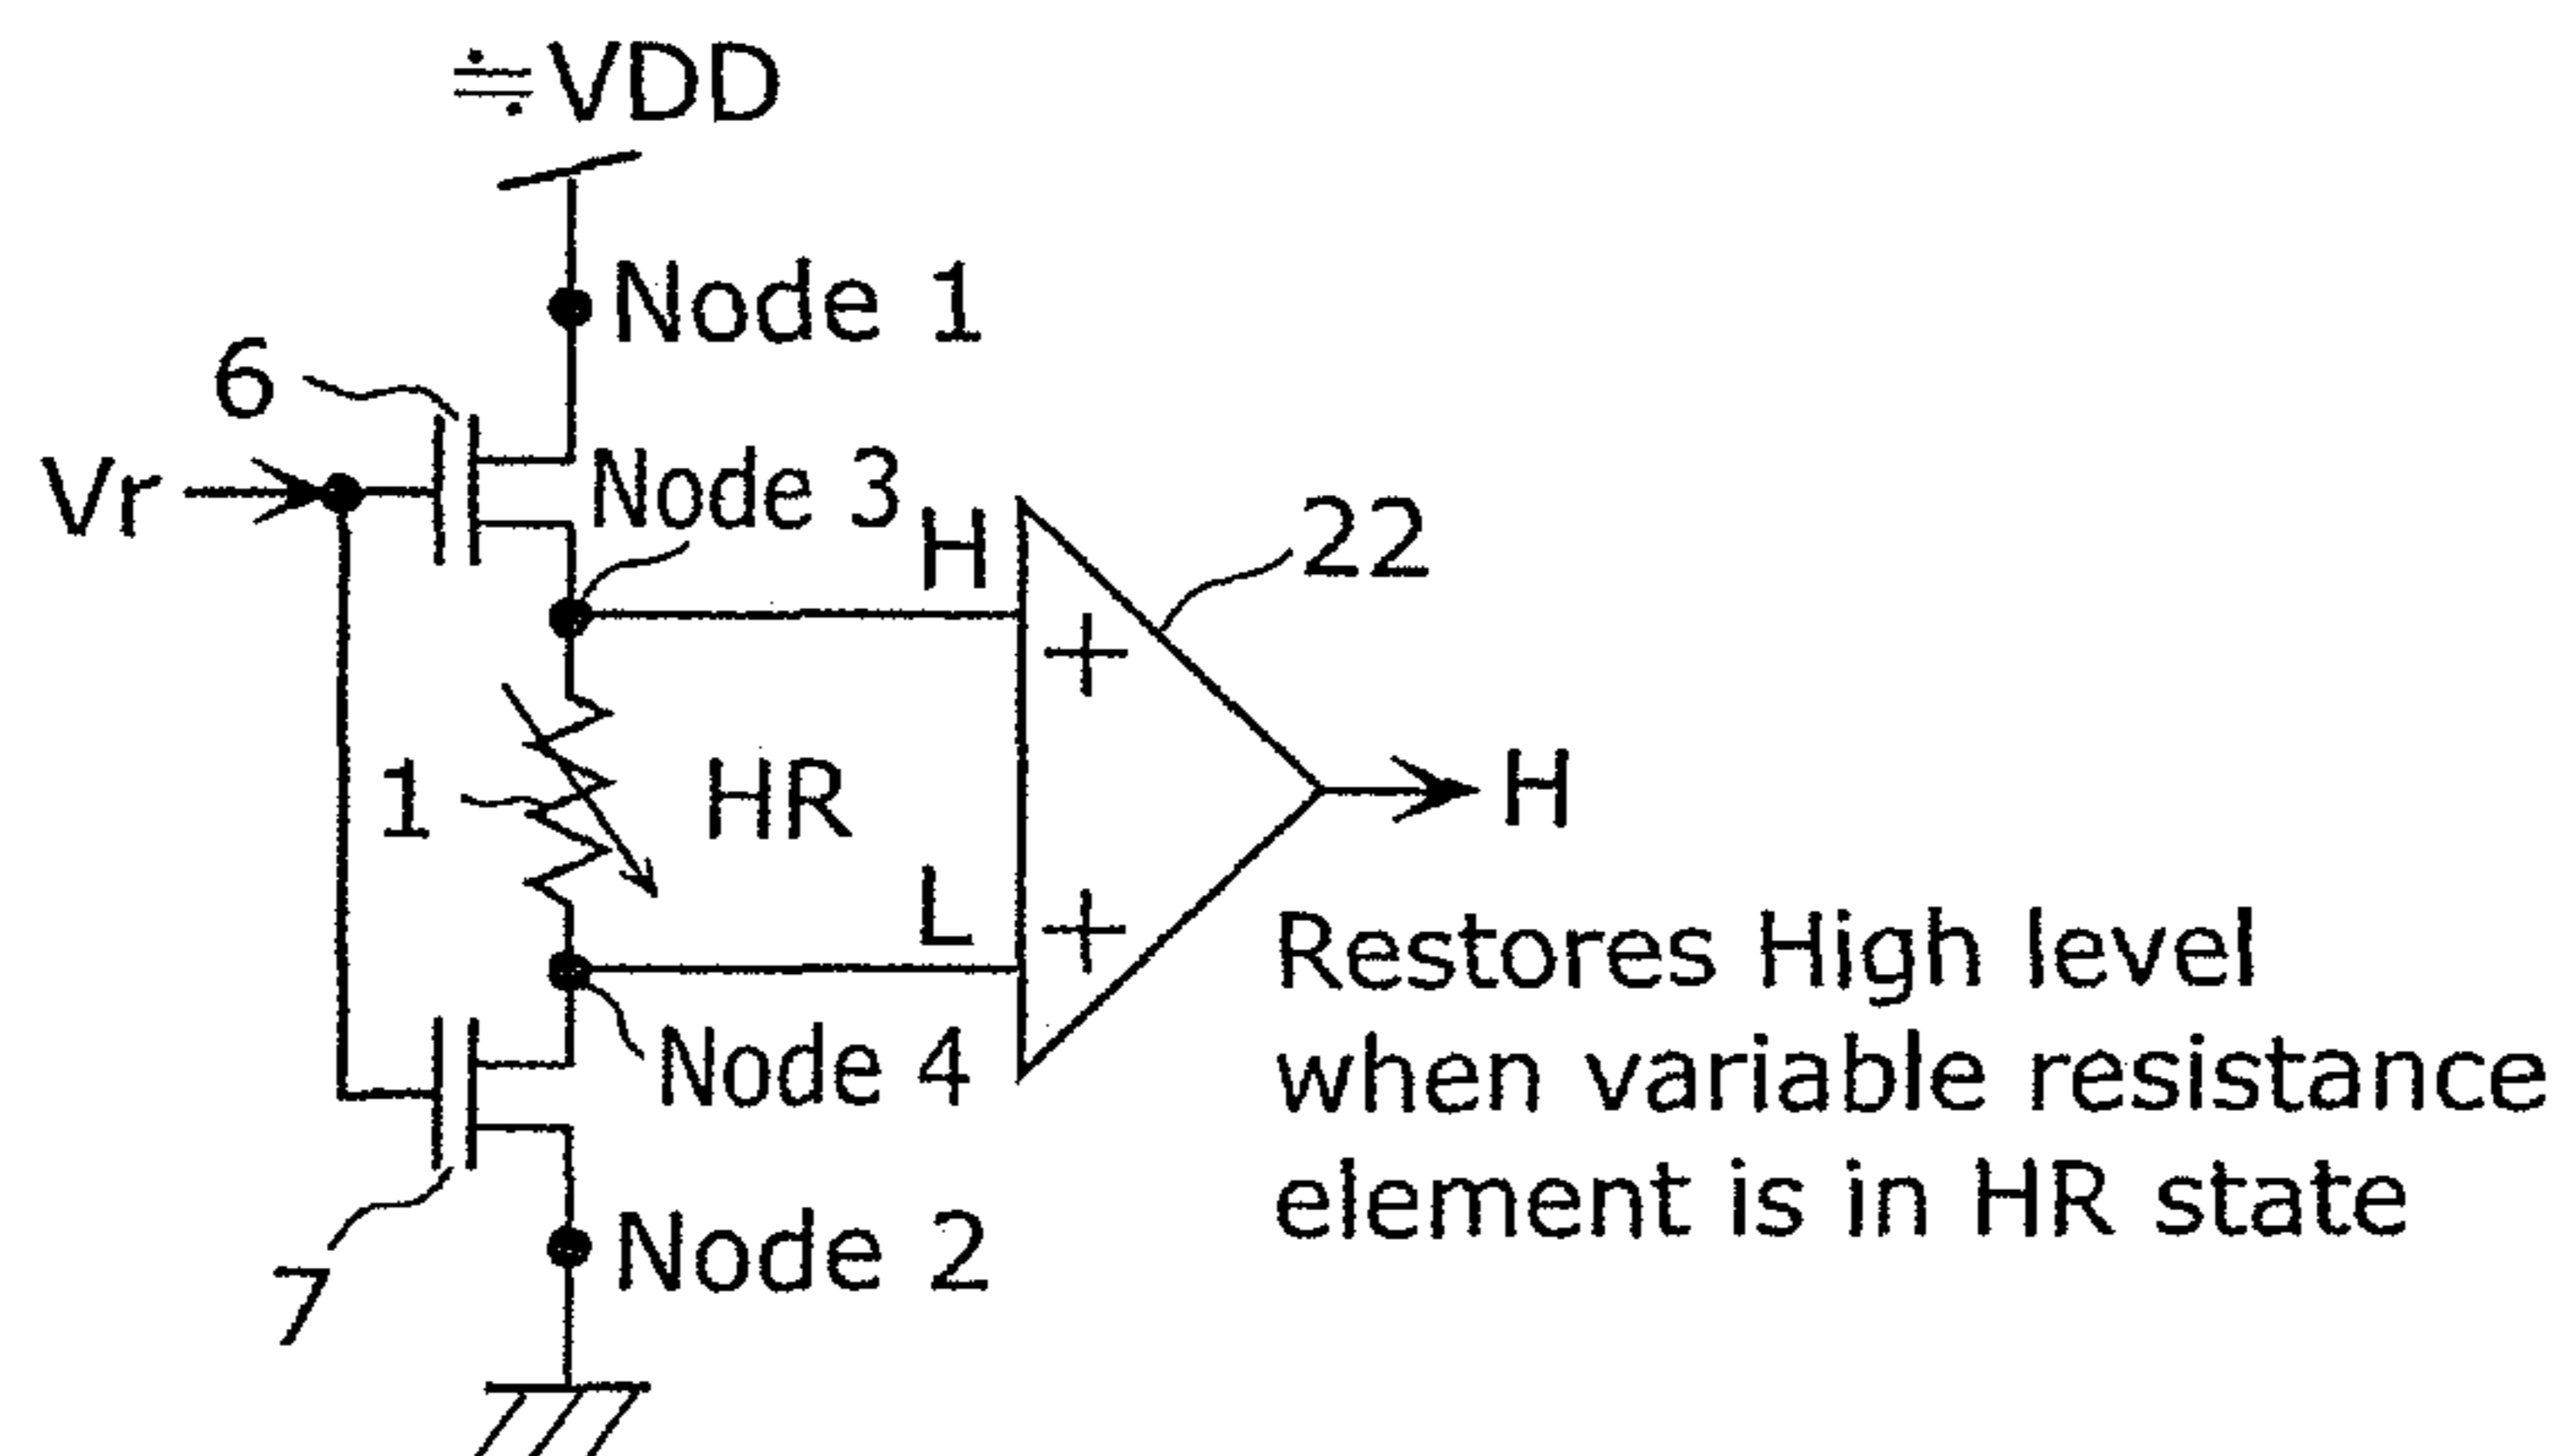 ≒VDD
Node 1
6
Vr
Node 3
H
22
+
1
HR
H
L
+
Restores High level
when variable resistance
element is in HR state
Node 4
7
Node 2